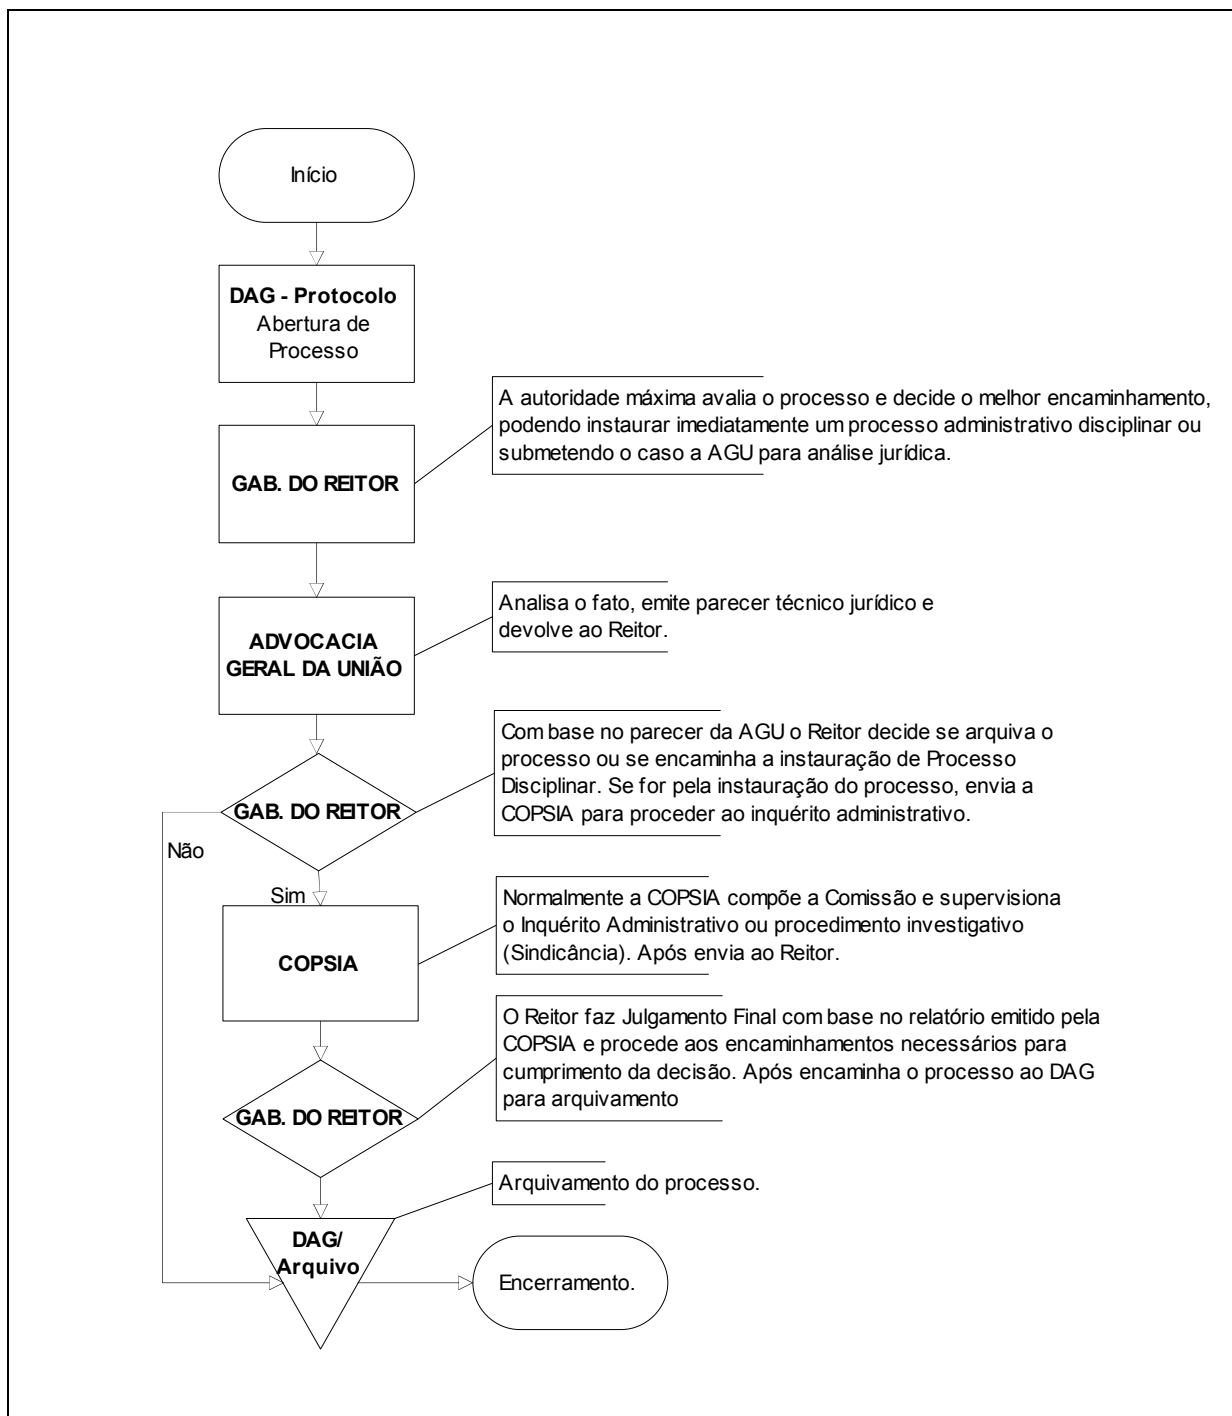 Início
DAG - Protocolo
Abertura de
Processo
A autoridade máxima avalia o processo e decide o melhor encaminhamento,
podendo instaurar imediatamente um processo administrativo disciplinar ou
submetendo o caso a AGU para análise jurídica.
GAB. DO REITOR
Analisa o fato, emite parecer técnico jurídico e
devolve ao Reitor.
ADVOCACIA
GERAL DA UNIÃO
Com base no parecer da AGU o Reitor decide se arquiva o
processo ou se encaminha a instauração de Processo
Disciplinar. Se for pela instauração do processo, envia a
COPSIA para proceder ao inquérito administrativo.
GAB. DO REITOR
Não
Sim
Normalmente a COPSIA compõe a Comissão e supervisiona
o Inquérito Administrativo ou procedimento investigativo
(Sindicância). Após envia ao Reitor.
COPSIA
O Reitor faz Julgamento Final com base no relatório emitido pela
COPSIA e procede aos encaminhamentos necessários para
cumprimento da decisão. Após encaminha o processo ao DAG
para arquivamento
GAB. DO REITOR
Arquivamento do processo.
DAG/
Arquivo
Encerramento.